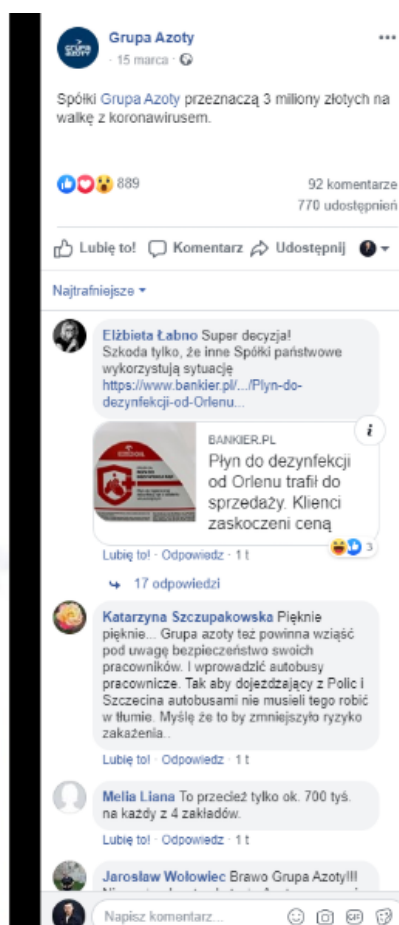 GRUPA
AZOTY
Grupa Azoty
· 15 marca ·
Spółki Grupa Azoty przeznaczą 3 miliony złotych na
walkę z koronawirusem.
889
92 komentarze
770 udostępnień
Lubię to!
Komentarz
Udostępnij
Najtrafniejsze
Elżbieta Łabno Super decyzja!
Szkoda tylko, że inne Spółki państwowe
wykorzystują sytuację
https://www.bankier.pl/.../Plyn-do-
dezynfekcji-od-Orlenu...
BANKIER.PL
Płyn do dezynfekcji
od Orlenu trafił do
sprzedaży. Klienci
zaskoczeni ceną
3
Lubię to! · Odpowiedz · 1 t
17 odpowiedzi
Katarzyna Szczupakowska Pięknie
pięknie... Grupa azoty też powinna wziąść
pod uwagę bezpieczeństwo swoich
pracowników. I wprowadzić autobusy
pracownicze. Tak aby dojeżdzający z Polic i
Szczecina autobusami nie musieli tego robić
w tłumie. Myślę że to by zmniejszyło ryzyko
zakażenia..
Lubię to! · Odpowiedz · 1 t
Melia Liana To przecież tylko ok. 700 tyś.
na każdy z 4 zakładów.
Lubię to! · Odpowiedz · 1 t
Jarosław Wołowiec Brawo Grupa Azoty!!!
Napisz komentarz...
GIF